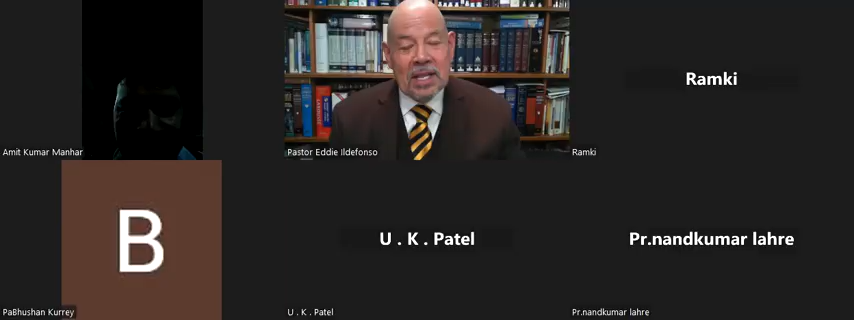 Ramki
Amit Kumar Manhar
Pastor Eddie Ildefonso
Ramki
B
U . K . Patel
Pr.nandkumar lahre
PaBhushan Kurrey
U . K . Patel
Pr.nandkumar lahre